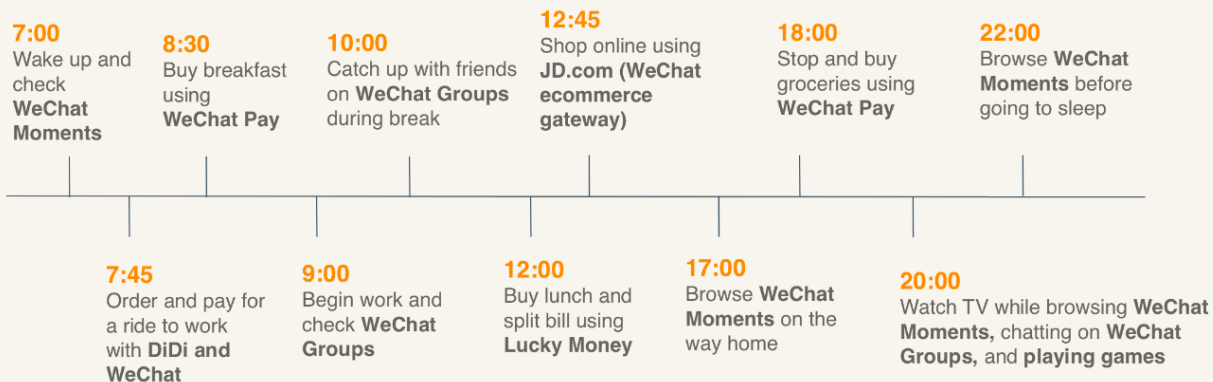 7:00
Wake up and
check
WeChat
Moments
8:30
Buy breakfast
using
WeChat Pay
10:00
Catch up with friends
on WeChat Groups
during break
12:45
Shop online using
JD.com (WeChat
ecommerce
gateway)
18:00
Stop and buy
groceries using
WeChat Pay
22:00
Browse WeChat
Moments before
going to sleep
7:45
Order and pay for
a ride to work
with DiDi and
WeChat
9:00
Begin work and
check WeChat
Groups
12:00
Buy lunch and
split bill using
Lucky Money
17:00
Browse WeChat
Moments on the
way home
20:00
Watch TV while browsing WeChat
Moments, chatting on WeChat
Groups, and playing games